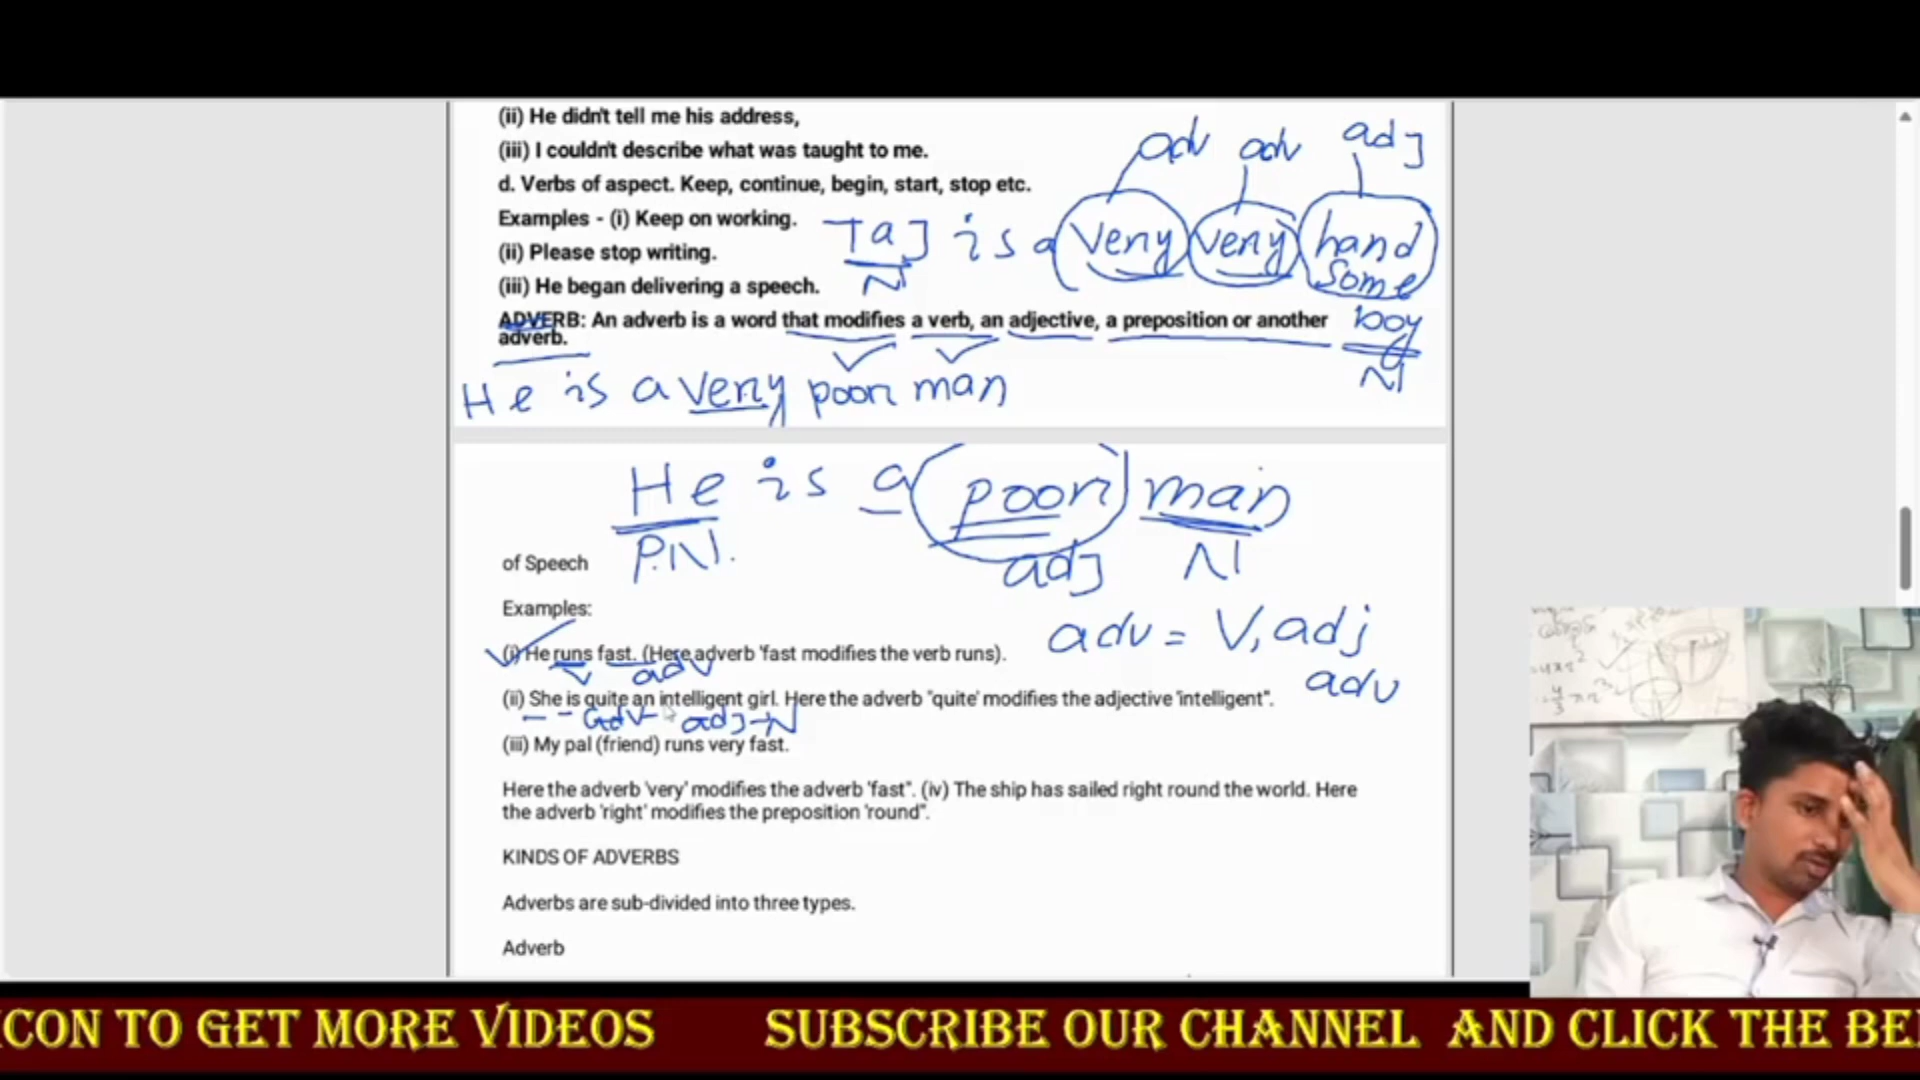 (ii) He didn't tell me his address,
(iii) I couldn't describe what was taught to me.
adv adv adj
d. Verbs of aspect. Keep, continue, begin, start, stop etc.
Examples - (i) Keep on working.
Taj is a very very hand
some
boy
N
N
(ii) Please stop writing.
(iii) He began delivering a speech.
ADVERB: An adverb is a word that modifies a verb, an adjective, a preposition or another
adverb.
He is a very poor man
He is a poor man
P.N. adj N
of Speech
Examples:
adv = V, adj
adv
(i) He runs fast. (Here adverb 'fast modifies the verb runs).
V adv
(ii) She is quite an intelligent girl. Here the adverb "quite' modifies the adjective 'intelligent".
adv adj N
(iii) My pal (friend) runs very fast.
Here the adverb 'very' modifies the adverb 'fast". (iv) The ship has sailed right round the world. Here
the adverb 'right' modifies the preposition 'round".
KINDS OF ADVERBS
Adverbs are sub-divided into three types.
Adverb
ICON TO GET MORE VIDEOS SUBSCRIBE OUR CHANNEL AND CLICK THE BE